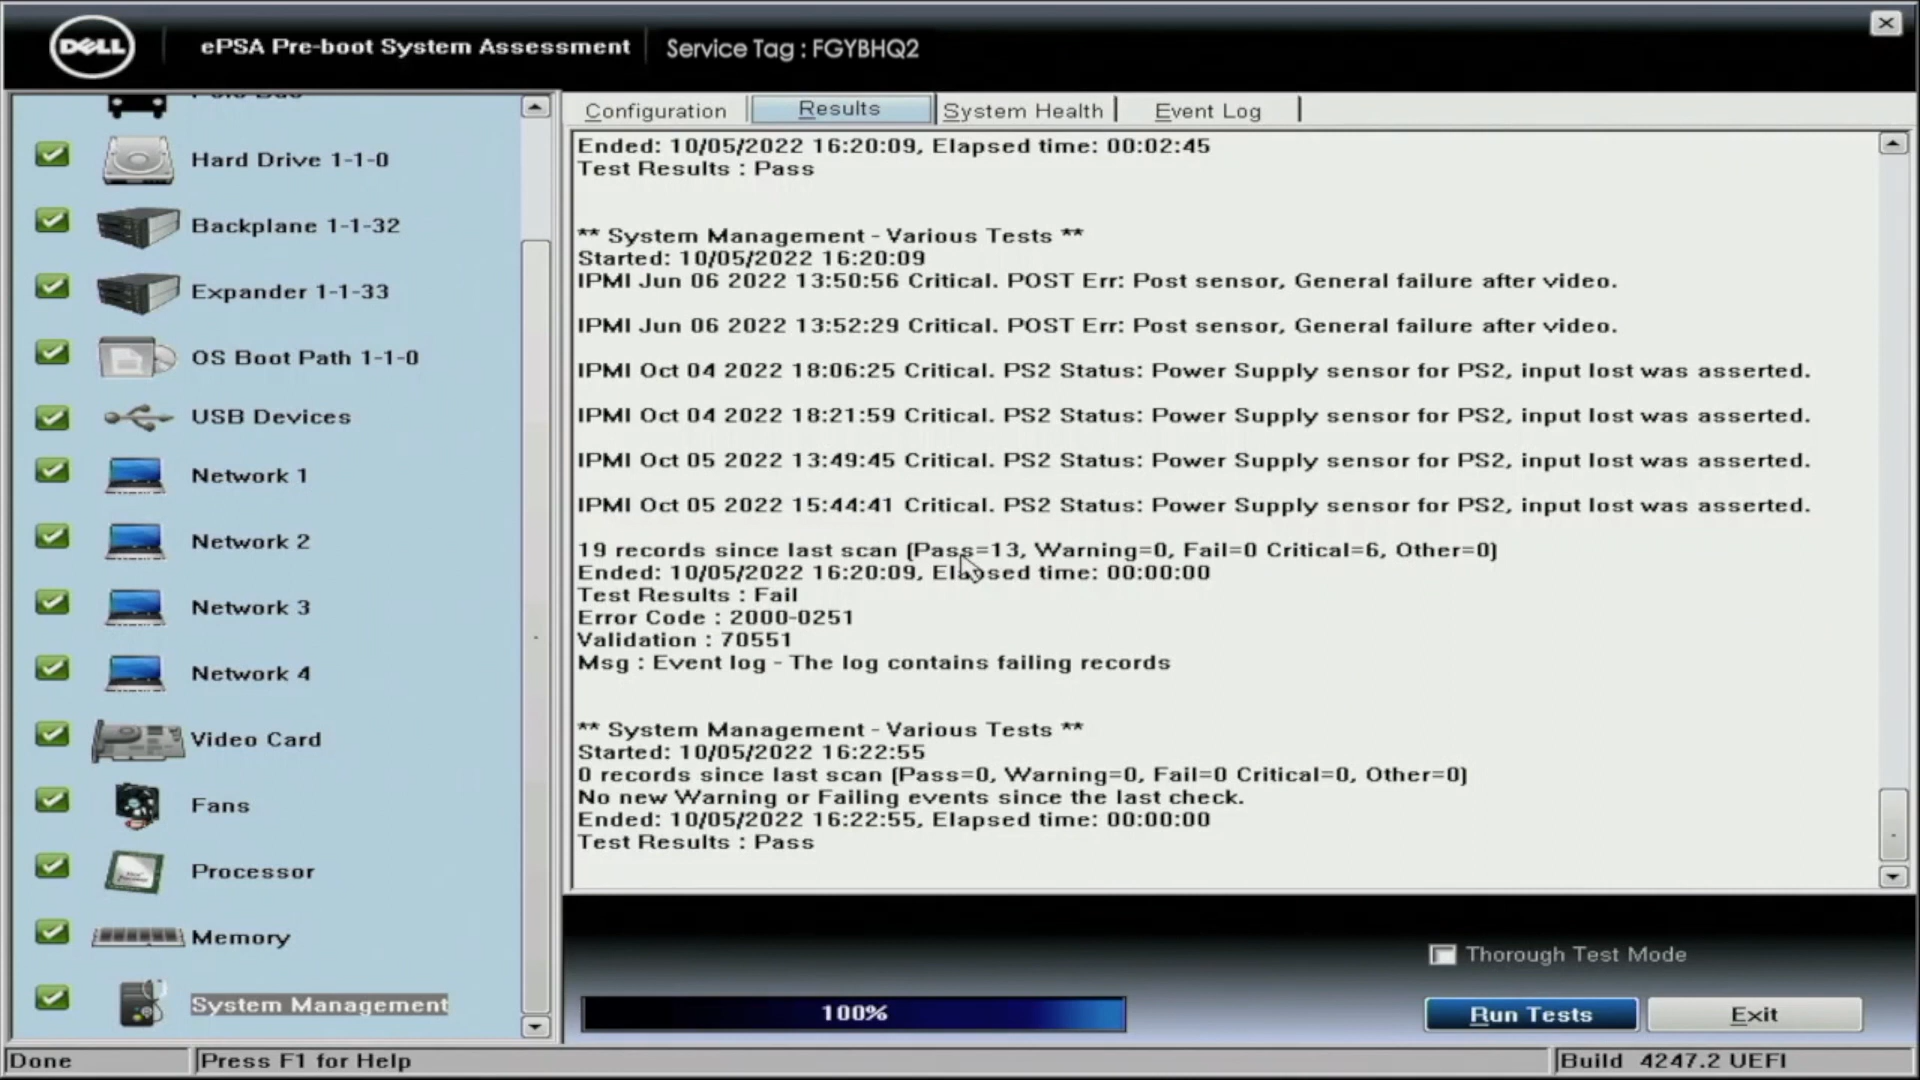 DELL
ePSA Pre-boot System Assessment
Service Tag : FGYBHQ2
Hard Drive 1-1-0
Backplane 1-1-32
Expander 1-1-33
OS Boot Path 1-1-0
USB Devices
Network 1
Network 2
Network 3
Network 4
Video Card
Fans
Processor
Memory
System Management
Configuration
Results
System Health
Event Log
Ended: 10/05/2022 16:20:09, Elapsed time: 00:02:45
Test Results : Pass
** System Management - Various Tests **
Started: 10/05/2022 16:20:09
IPMI Jun 06 2022 13:50:56 Critical. POST Err: Post sensor, General failure after video.
IPMI Jun 06 2022 13:52:29 Critical. POST Err: Post sensor, General failure after video.
IPMI Oct 04 2022 18:06:25 Critical. PS2 Status: Power Supply sensor for PS2, input lost was asserted.
IPMI Oct 04 2022 18:21:59 Critical. PS2 Status: Power Supply sensor for PS2, input lost was asserted.
IPMI Oct 05 2022 13:49:45 Critical. PS2 Status: Power Supply sensor for PS2, input lost was asserted.
IPMI Oct 05 2022 15:44:41 Critical. PS2 Status: Power Supply sensor for PS2, input lost was asserted.
19 records since last scan (Pass=13, Warning=0, Fail=0 Critical=6, Other=0)
Ended: 10/05/2022 16:20:09, Elapsed time: 00:00:00
Test Results : Fail
Error Code : 2000-0251
Validation : 70551
Msg : Event log - The log contains failing records
** System Management - Various Tests **
Started: 10/05/2022 16:22:55
0 records since last scan (Pass=0, Warning=0, Fail=0 Critical=0, Other=0)
No new Warning or Failing events since the last check.
Ended: 10/05/2022 16:22:55, Elapsed time: 00:00:00
Test Results : Pass
Thorough Test Mode
100%
Run Tests
Exit
Done
Press F1 for Help
Build 4247.2 UEFI